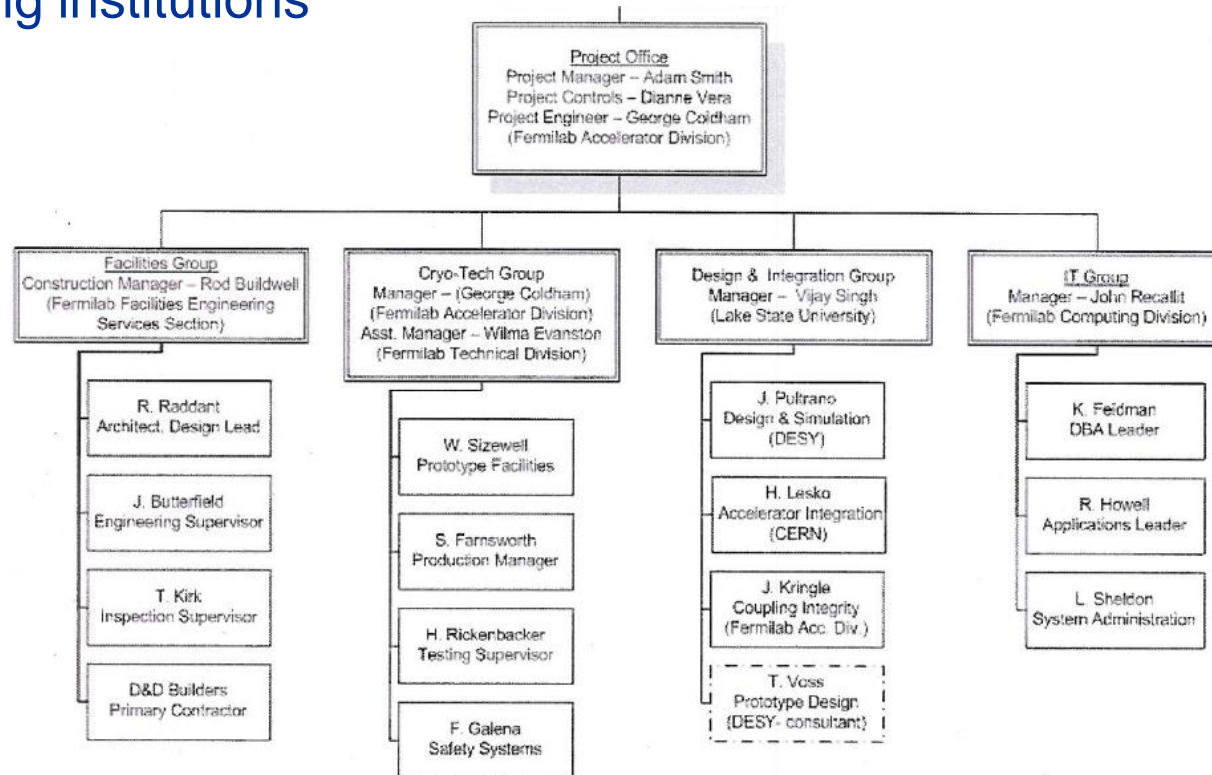 ng institutions
Project Office
Project Manager – Adam Smith
Project Controls – Dianne Vera
Project Engineer – George Coldham
(Fermilab Accelerator Division)
Facilities Group
Construction Manager – Rod Buildwell
(Fermilab Facilities Engineering
Services Section)
R. Raddant
Architect, Design Lead
J. Butterfield
Engineering Supervisor
T. Kirk
Inspection Supervisor
D&D Builders
Primary Contractor
Cryo-Tech Group
Manager – (George Coldham)
(Fermilab Accelerator Division)
Asst. Manager – Wilma Evanston
(Fermilab Technical Division)
W. Sizewell
Prototype Facilities
S. Farnsworth
Production Manager
H. Rickenbacker
Testing Supervisor
F. Galena
Safety Systems
Design & Integration Group
Manager – Vijay Singh
(Lake State University)
J. Pultrano
Design & Simulation
(DESY)
H. Lesko
Accelerator Integration
(CERN)
J. Kringle
Coupling Integrity
(Fermilab Acc. Div.)
T. Voss
Prototype Design
(DESY- consultant)
IT Group
Manager – John Recallit
(Fermilab Computing Division)
K. Feldman
DBA Leader
R. Howell
Applications Leader
L. Sheldon
System Administration